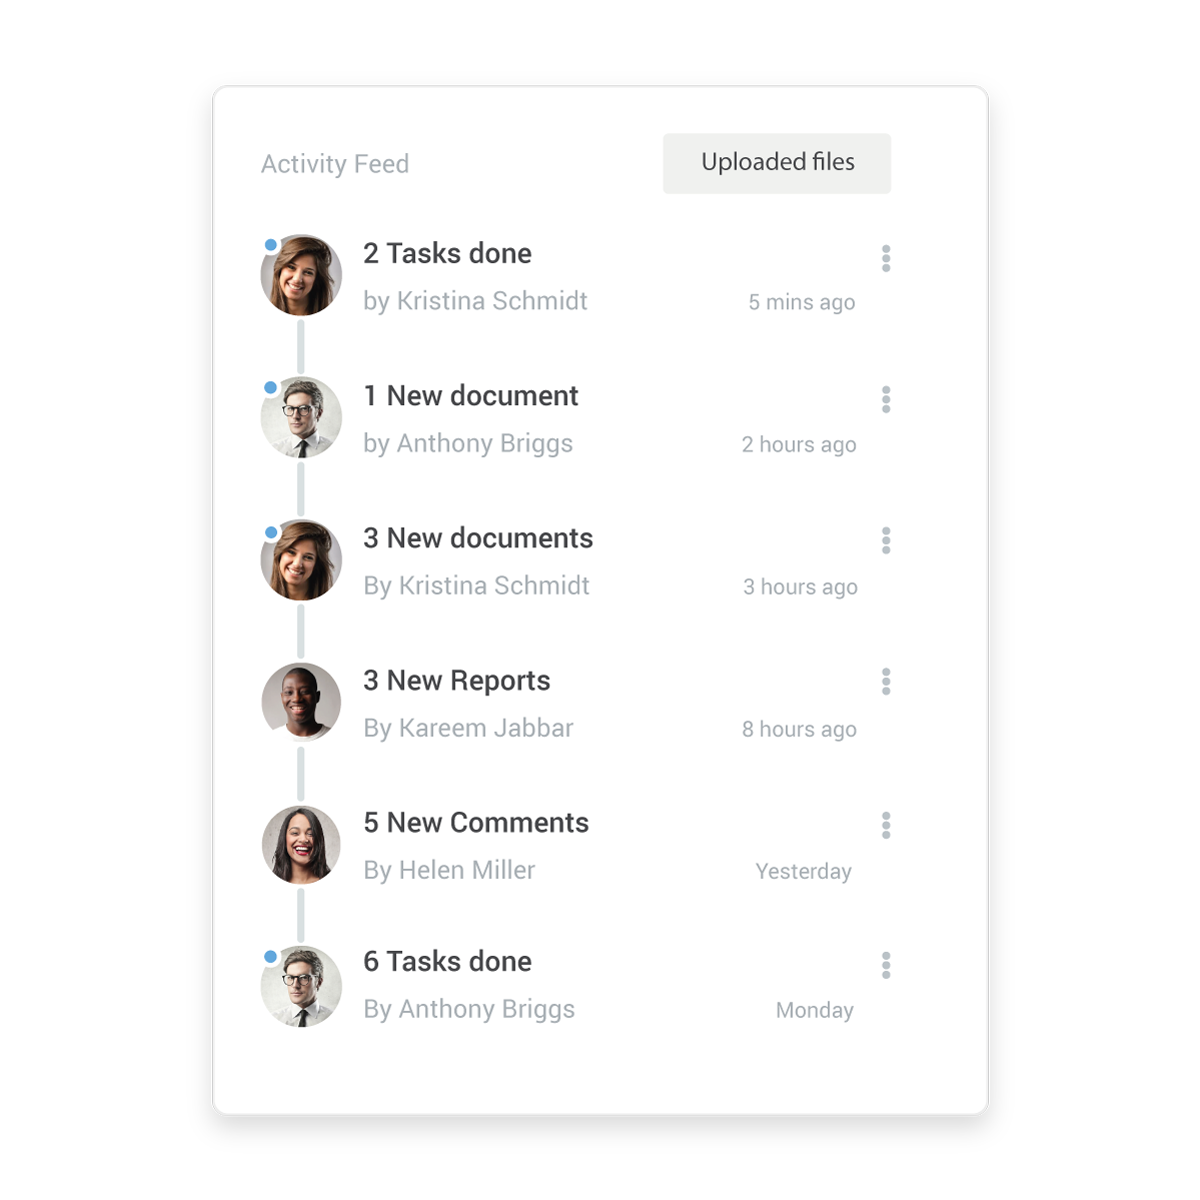 Activity Feed
Uploaded files
2 Tasks done
by Kristina Schmidt
5 mins ago
1 New document
by Anthony Briggs
2 hours ago
3 New documents
By Kristina Schmidt
3 hours ago
3 New Reports
By Kareem Jabbar
8 hours ago
5 New Comments
By Helen Miller
Yesterday
6 Tasks done
By Anthony Briggs
Monday